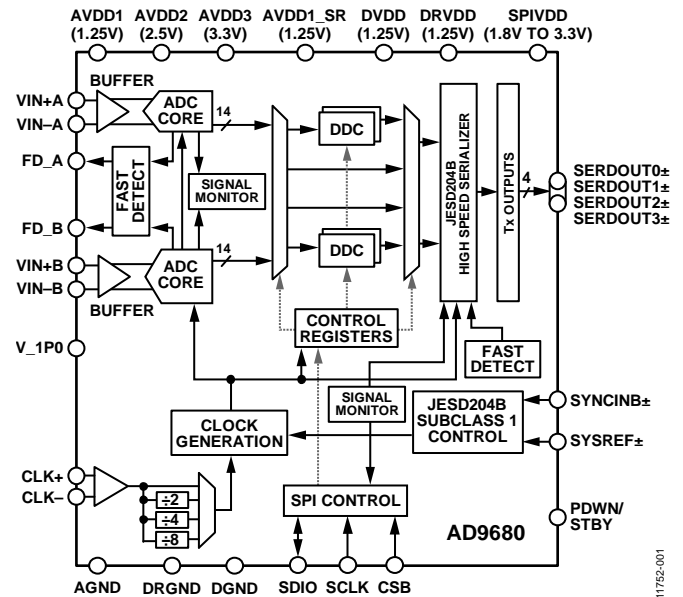 AVDD1 AVDD2 AVDD3 AVDD1_SR DVDD DRVDD SPIVDD
(1.25V) (2.5V) (3.3V) (1.25V) (1.25V) (1.25V) (1.8V TO 3.3V)
BUFFER
VIN+A
VIN–A
ADC
CORE
14
DDC
FD_A
FAST
DETECT
SIGNAL
MONITOR
FD_B
VIN+B
VIN–B
ADC
CORE
14
DDC
BUFFER
JESD204B
HIGH SPEED SERIALIZER
Tx OUTPUTS
4
SERDOUT0±
SERDOUT1±
SERDOUT2±
SERDOUT3±
CONTROL
REGISTERS
FAST
DETECT
V_1P0
SIGNAL
MONITOR
CLOCK
GENERATION
JESD204B
SUBCLASS 1
CONTROL
SYNCINB±
SYSREF±
CLK+
CLK–
÷2
÷4
÷8
SPI CONTROL
PDWN/
STBY
AD9680
AGND DRGND DGND SDIO SCLK CSB
11752-001